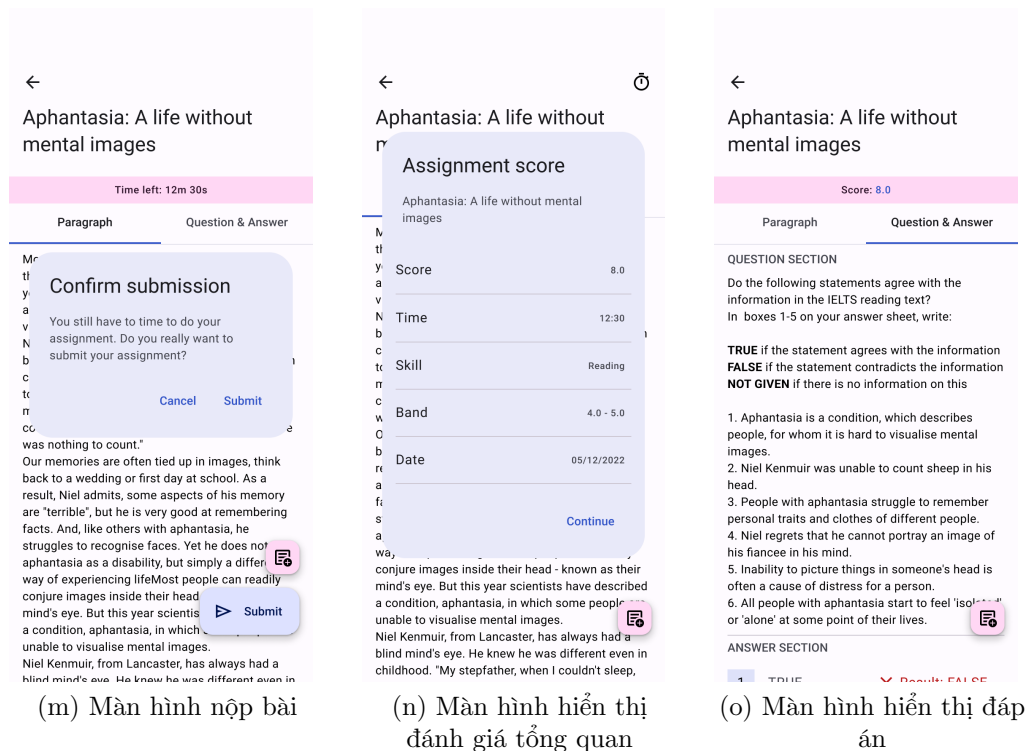 Aphantasia: A life without
mental images
Time left: 12m 30s
Paragraph
Question & Answer
Confirm submission
You still have to time to do your
assignment. Do you really want to
submit your assignment?
Cancel
Submit
was nothing to count."
Our memories are often tied up in images, think
back to a wedding or first day at school. As a
result, Niel admits, some aspects of his memory
are "terrible", but he is very good at remembering
facts. And, like others with aphantasia, he
struggles to recognise faces. Yet he does not
aphantasia as a disability, but simply a
way of experiencing lifeMost people can readily
conjure images inside their head
mind's eye. But this year
a condition, aphantasia, in which
unable to visualise mental images.
Niel Kenmuir, from Lancaster, has always had a
blind mind's eye. He knew he was different even in
Submit
(m) Màn hình nộp bài
Aphantasia: A life without
Assignment score
Aphantasia: A life without mental
images
Score
8.0
Time
12:30
Skill
Reading
Band
4.0 - 5.0
Date
05/12/2022
Continue
conjure images inside their head - known as their
mind's eye. But this year scientists have described
a condition, aphantasia, in which some people are
unable to visualise mental images.
Niel Kenmuir, from Lancaster, has always had a
blind mind's eye. He knew he was different even in
childhood. "My stepfather, when I couldn't sleep,
(n) Màn hình hiển thị
đánh giá tổng quan
Aphantasia: A life without
mental images
Score: 8.0
Paragraph
Question & Answer
QUESTION SECTION
Do the following statements agree with the
information in the IELTS reading text?
In boxes 1-5 on your answer sheet, write:
TRUE if the statement agrees with the information
FALSE if the statement contradicts the information
NOT GIVEN if there is no information on this
1. Aphantasia is a condition, which describes
people, for whom it is hard to visualise mental
images.
2. Niel Kenmuir was unable to count sheep in his
head.
3. People with aphantasia struggle to remember
personal traits and clothes of different people.
4. Niel regrets that he cannot portray an image of
his fiancee in his mind.
5. Inability to picture things in someone's head is
often a cause of distress for a person.
6. All people with aphantasia start to feel 'isolated'
or 'alone' at some point of their lives.
ANSWER SECTION
1 TRUE
Result: FALSE
(o) Màn hình hiển thị đáp
án